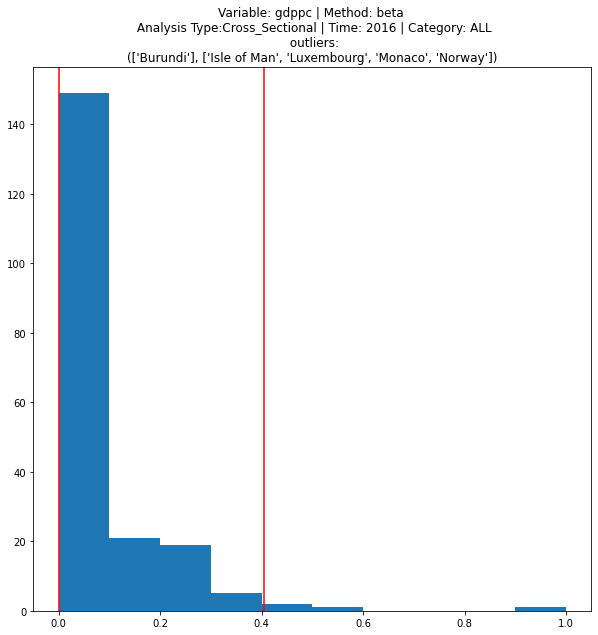 Variable: gdppc | Method: beta
Analysis Type:Cross_Sectional | Time: 2016 | Category: ALL
outliers:
(['Burundi'], ['Isle of Man', 'Luxembourg', 'Monaco', 'Norway'])
140
120
100
80
60
40
20
0
0.0 0.2 0.4 0.6 0.8 1.0